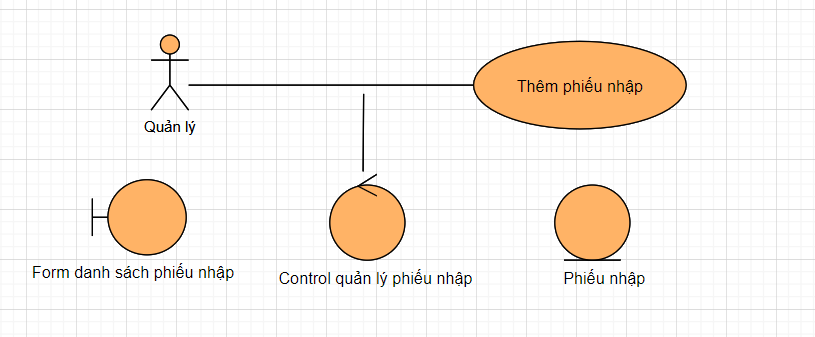 Thêm phiếu nhập
Quản lý
Form danh sách phiếu nhập
Control quản lý phiếu nhập
Phiếu nhập